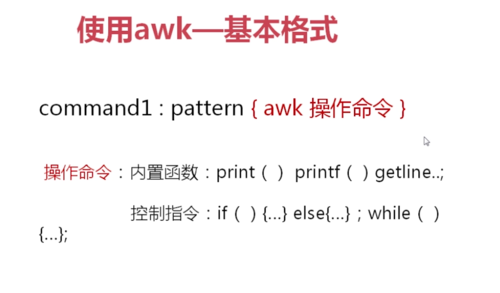 使用awk—基本格式
command1 : pattern { awk 操作命令 }
操作命令：内置函数：print（ ） printf（ ）getline..;
控制指令：if（ ）{...} else{...}；while（ ）
{...};